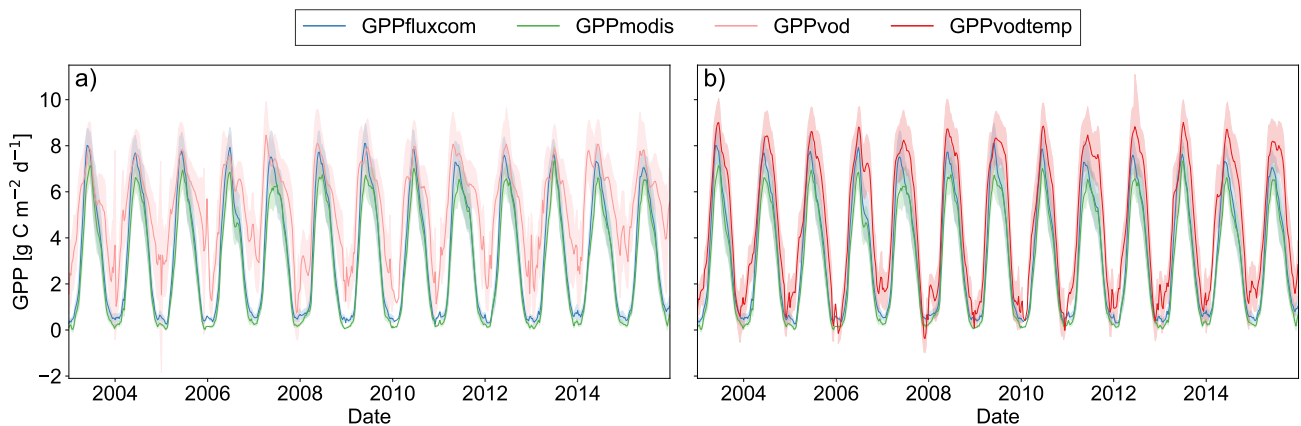 GPPfluxcom GPPmodis GPPvod GPPvodtemp
a) b)
10
8
6
4
2
0
−2
GPP [g C m⁻² d⁻¹]
2004 2006 2008 2010 2012 2014 2004 2006 2008 2010 2012 2014
Date Date